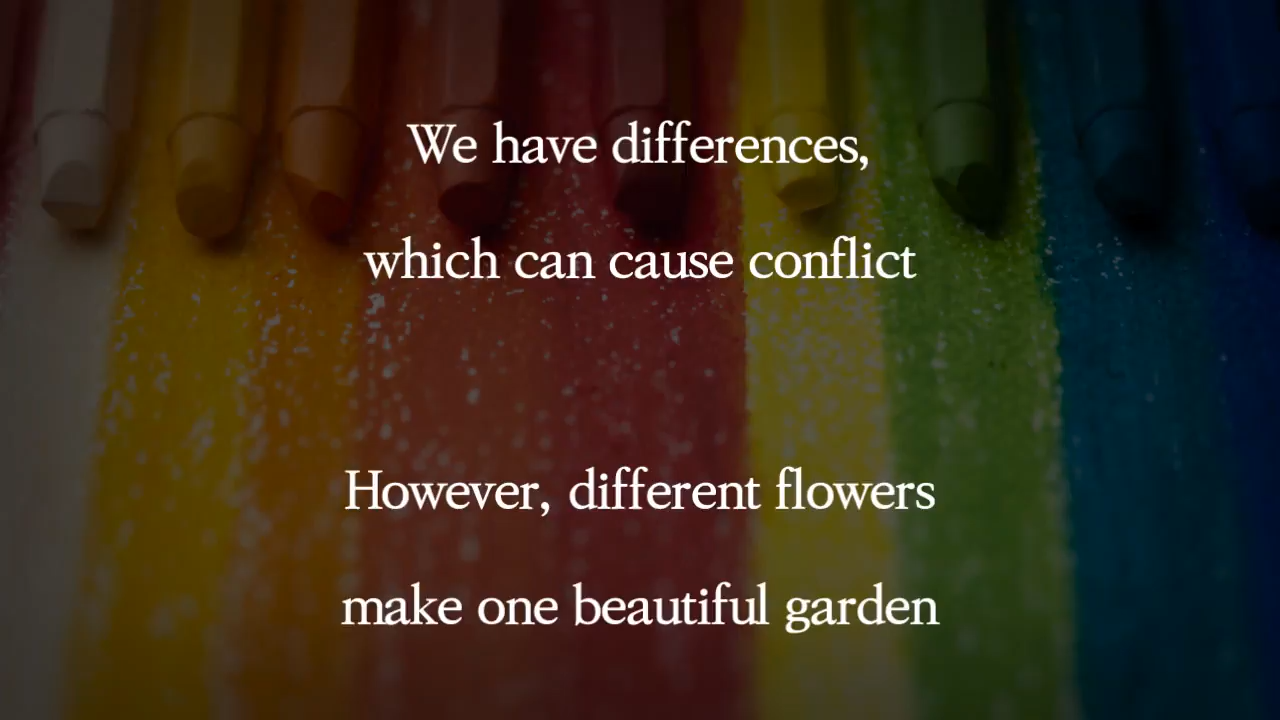 We have differences,
which can cause conflict
However, different flowers
make one beautiful garden